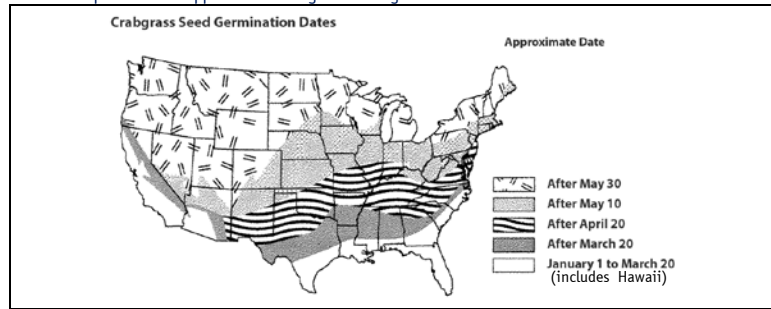 Crabgrass Seed Germination Dates
Approximate Date
After May 30
After May 10
After April 20
After March 20
January 1 to March 20
(includes Hawaii)